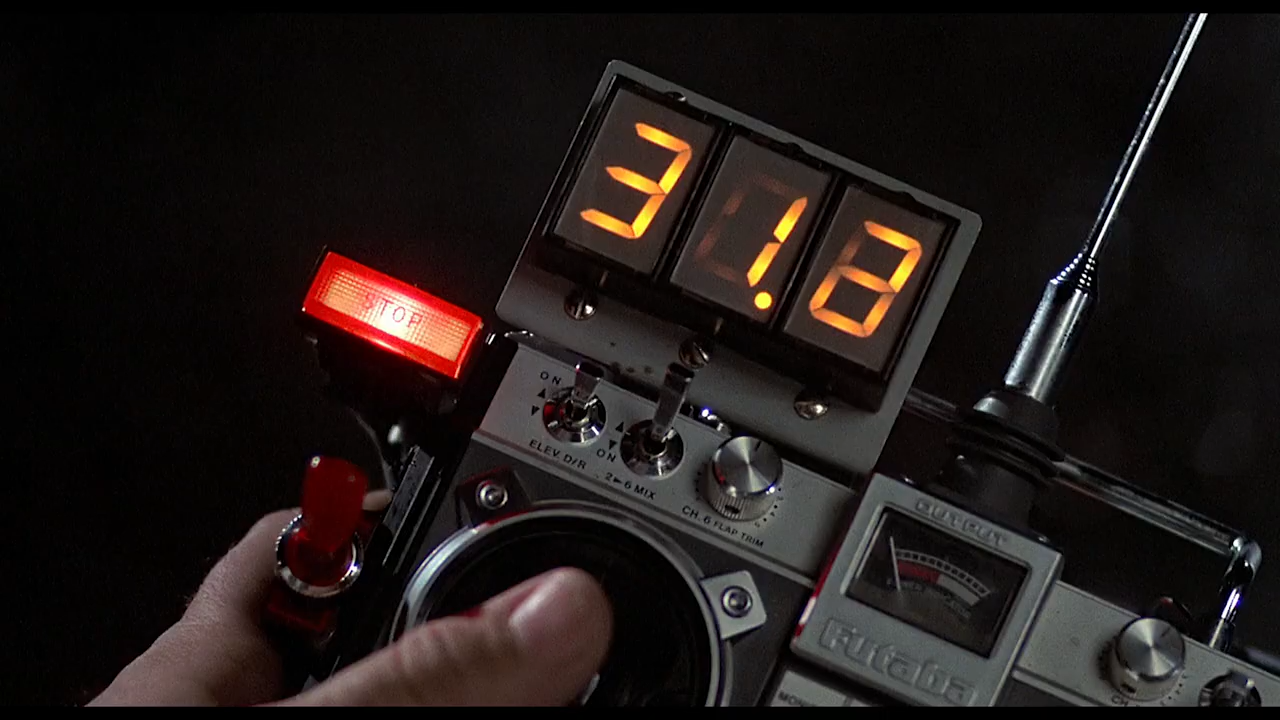 31.8
STOP
ON
ELEV D/R
ON
2►6 MIX
CH.6 FLAP TRIM
OUTPUT
Futaba